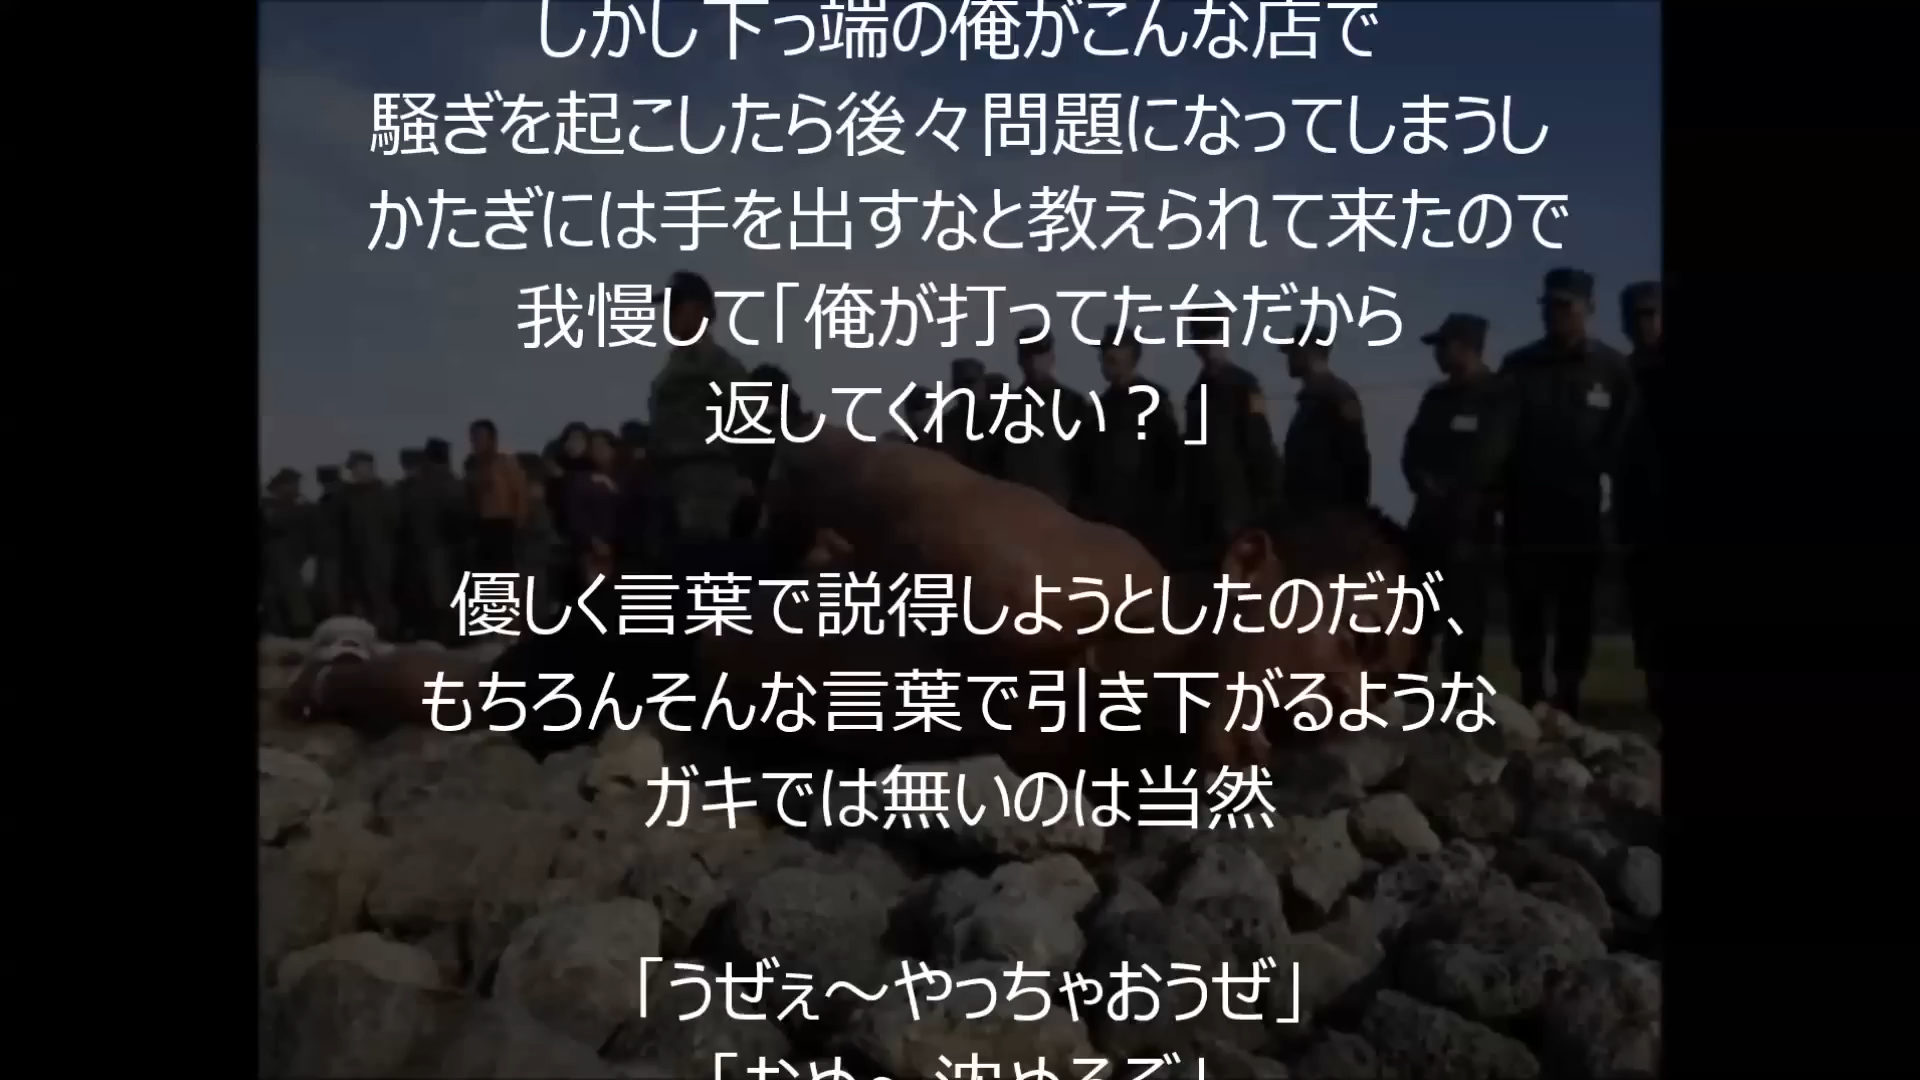 しかし下っ端の俺がこんな店で
騒ぎを起こしたら後々問題になってしまうし
かたぎには手を出すなと教えられて来たので
我慢して「俺が打ってた台だから
返してくれない？」
優しく言葉で説得しようとしたのだが、
もちろんそんな言葉で引き下がるような
ガキでは無いのは当然
「うぜぇ～やっちゃおうぜ」
「おめ～沈めるぞ」